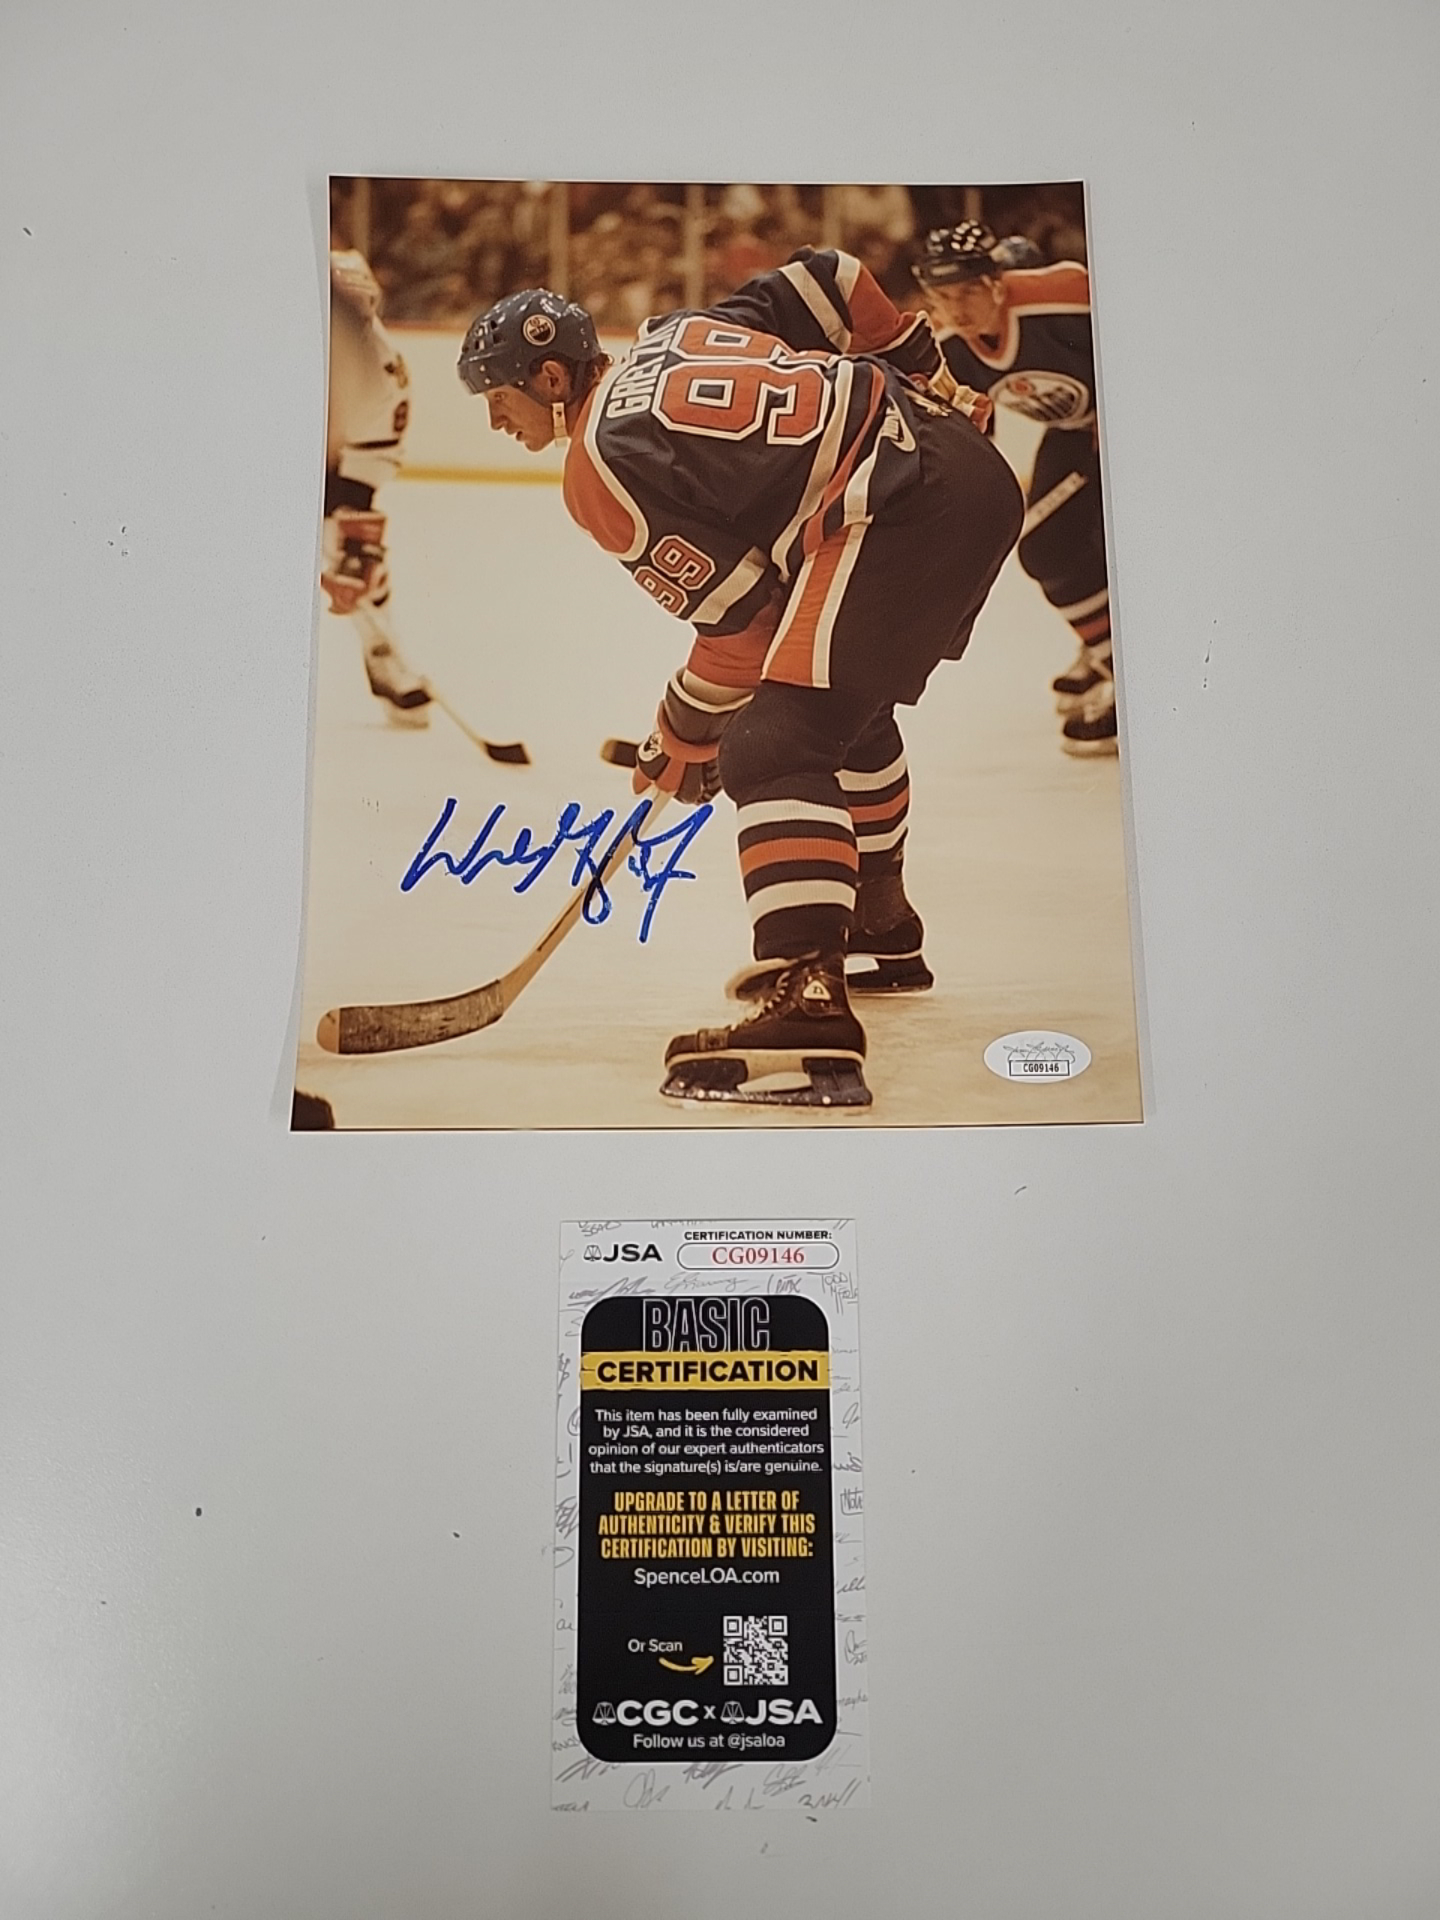 GRETZKY
99
99
CG09146
JSA
CERTIFICATION NUMBER:
CG09146
BASIC
CERTIFICATION
This item has been fully examined
by JSA, and it is the considered
opinion of our expert authenticators
that the signature(s) is/are genuine.
UPGRADE TO A LETTER OF
AUTHENTICITY & VERIFY THIS
CERTIFICATION BY VISITING:
SpenceLOA.com
Or Scan
CGC x JSA
Follow us at @jsaloa